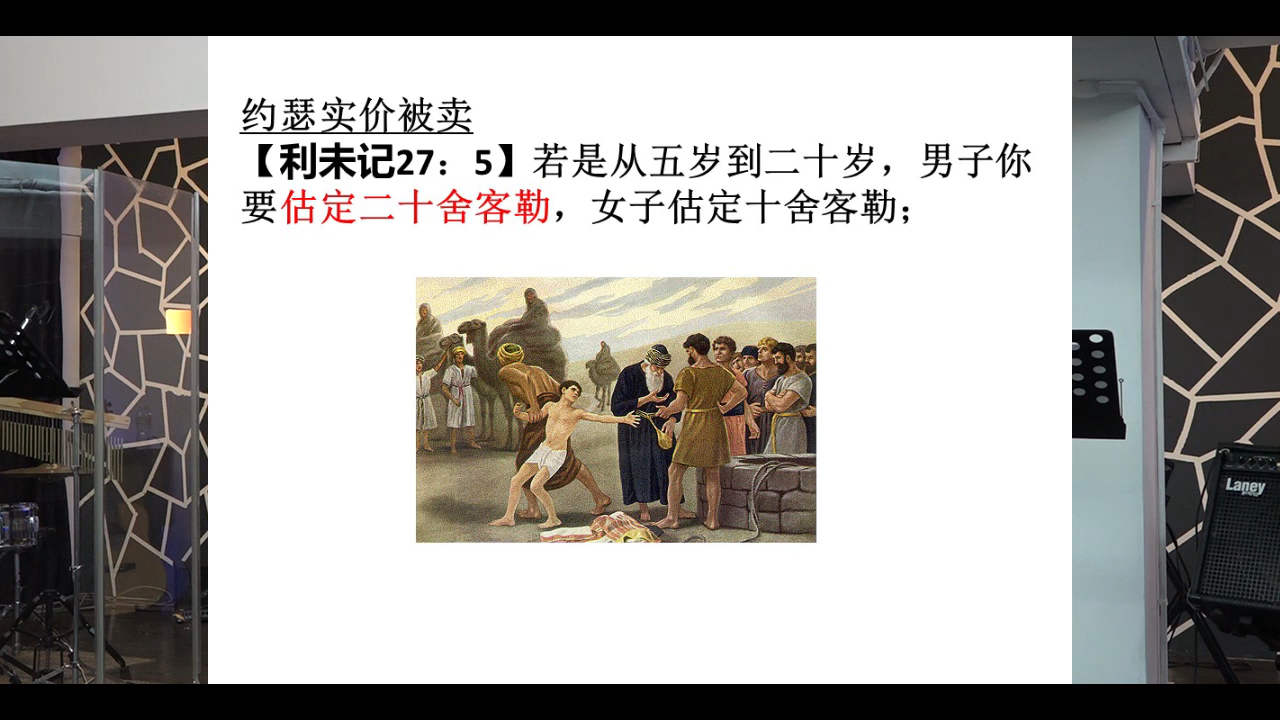 约瑟实价被卖
【利未记27：5】若是从五岁到二十岁，男子你
要估定二十舍客勒，女子估定十舍客勒；
Laney